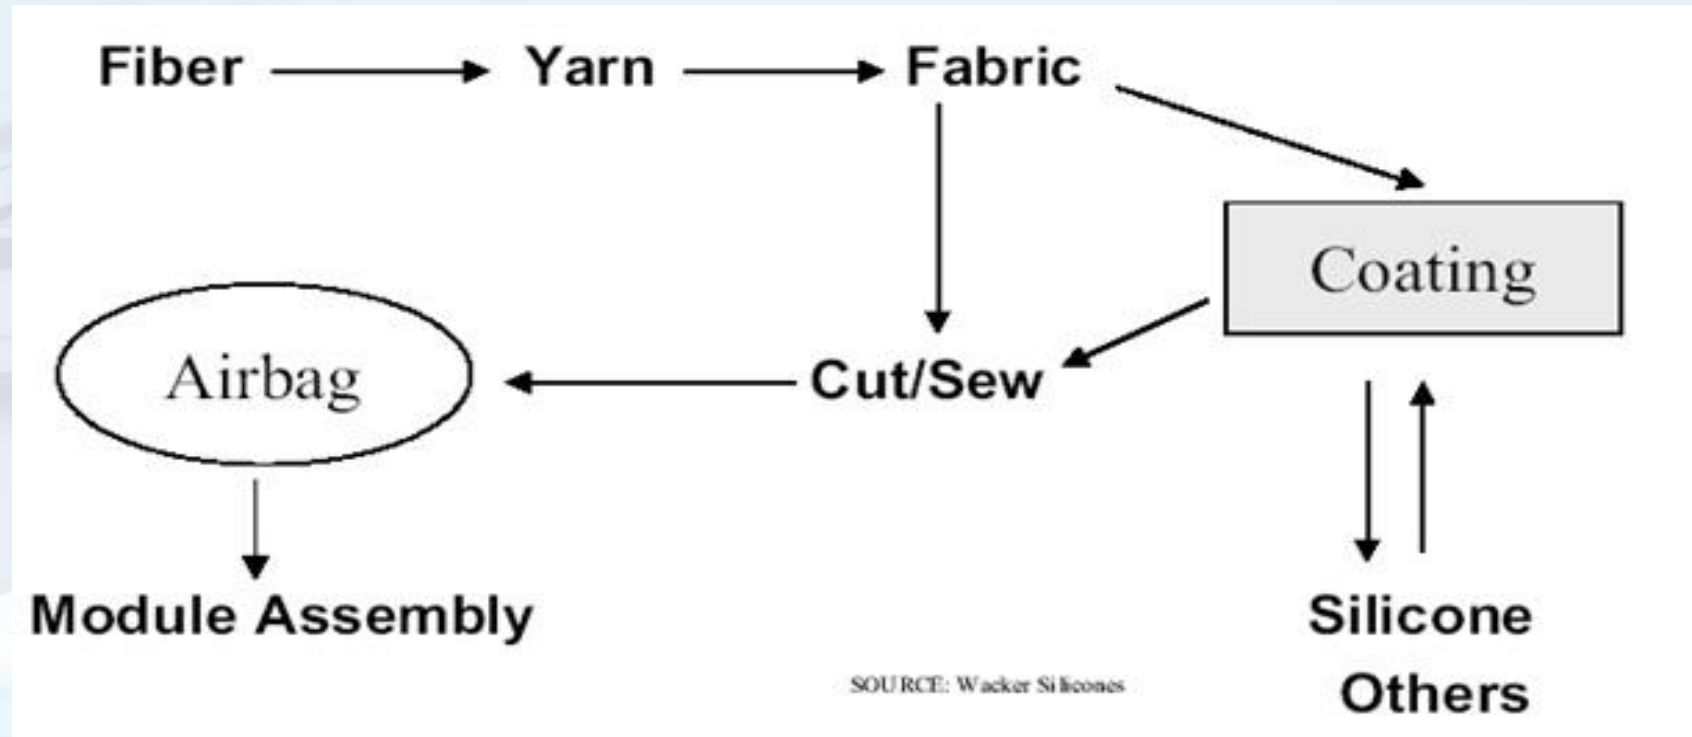 Fiber
Yarn
Fabric
Coating
Airbag
Cut/Sew
Module Assembly
Silicone
Others
SOURCE: Wacker Silicones